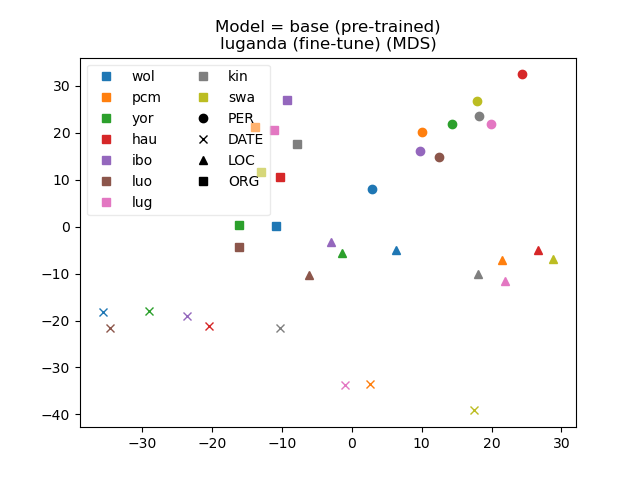 Model = base (pre-trained)
luganda (fine-tune) (MDS)
wol kin
pcm swa
yor PER
hau DATE
ibo LOC
luo ORG
lug
30
20
10
0
−10
−20
−30
−40
−30 −20 −10 0 10 20 30